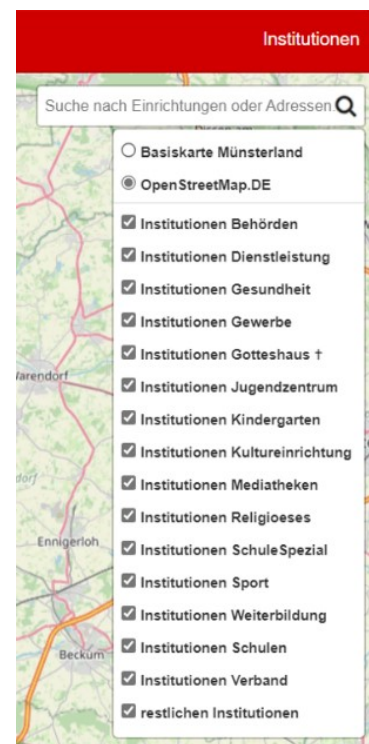 Institutionen
Suche nach Einrichtungen oder Adressen.
Basiskarte Münsterland
OpenStreetMap.DE
Institutionen Behörden
Institutionen Dienstleistung
Institutionen Gesundheit
Institutionen Gewerbe
Institutionen Gotteshaus †
Institutionen Jugendzentrum
Institutionen Kindergarten
Institutionen Kultureinrichtung
Institutionen Mediatheken
Institutionen Religioeses
Ennigerloh
Institutionen SchuleSpezial
Institutionen Sport
Institutionen Weiterbildung
Beckum
Institutionen Schulen
Institutionen Verband
restlichen Institutionen